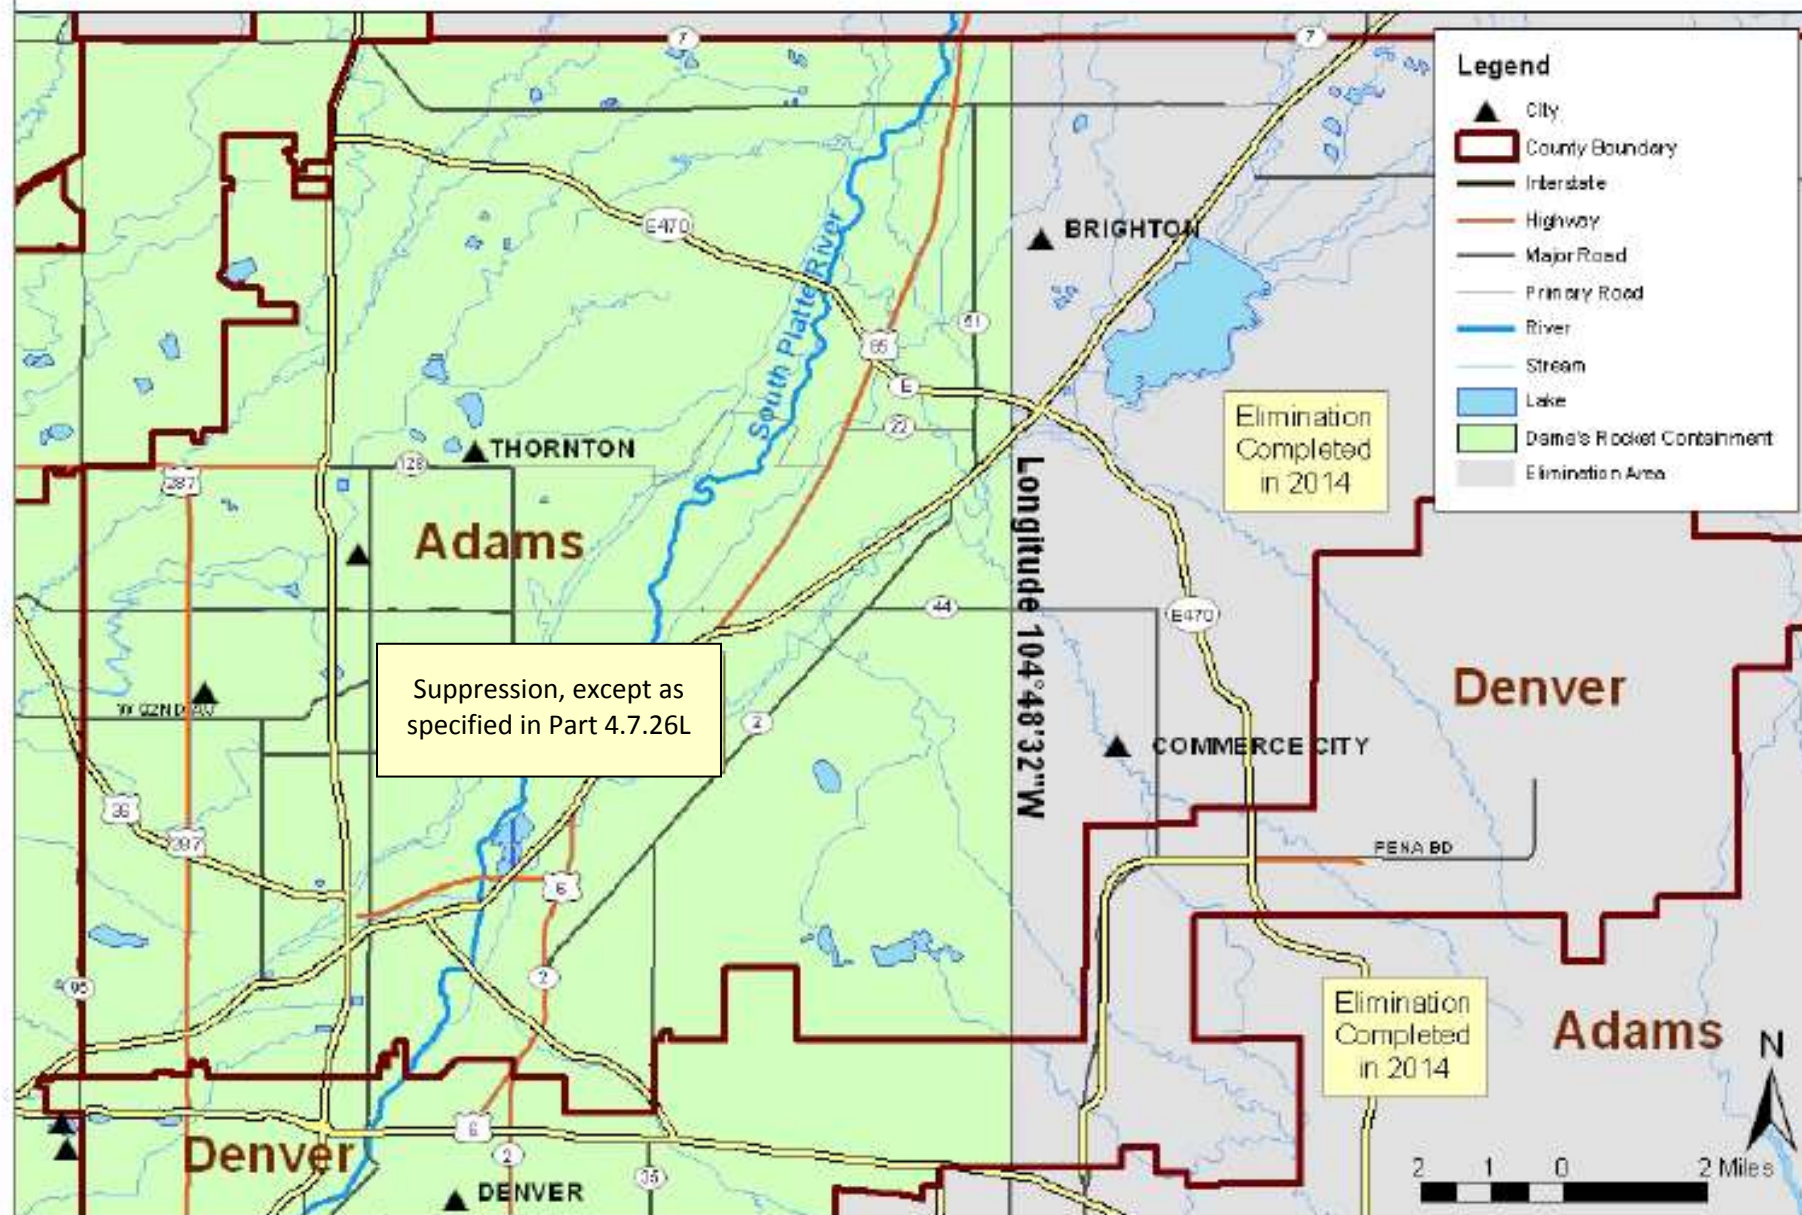 7
7
Legend
City
County Boundary
Interstate
Highway
Major Road
Primary Road
River
Stream
Lake
Dame's Rocket Containment
Elimination Area
E470
BRIGHTON
South Platte River
51
85
E
22
Elimination
Completed
in 2014
THORNTON
128
287
Longitude 104°48'32"W
Adams
44
E470
Suppression, except as
specified in Part 4.7.26L
Denver
W 92ND AV
2
COMMERCE CITY
36
287
PENA BD
6
2
95
Elimination
Completed
in 2014
Adams
N
6
Denver
2
35
DENVER
2 1 0 2 Miles